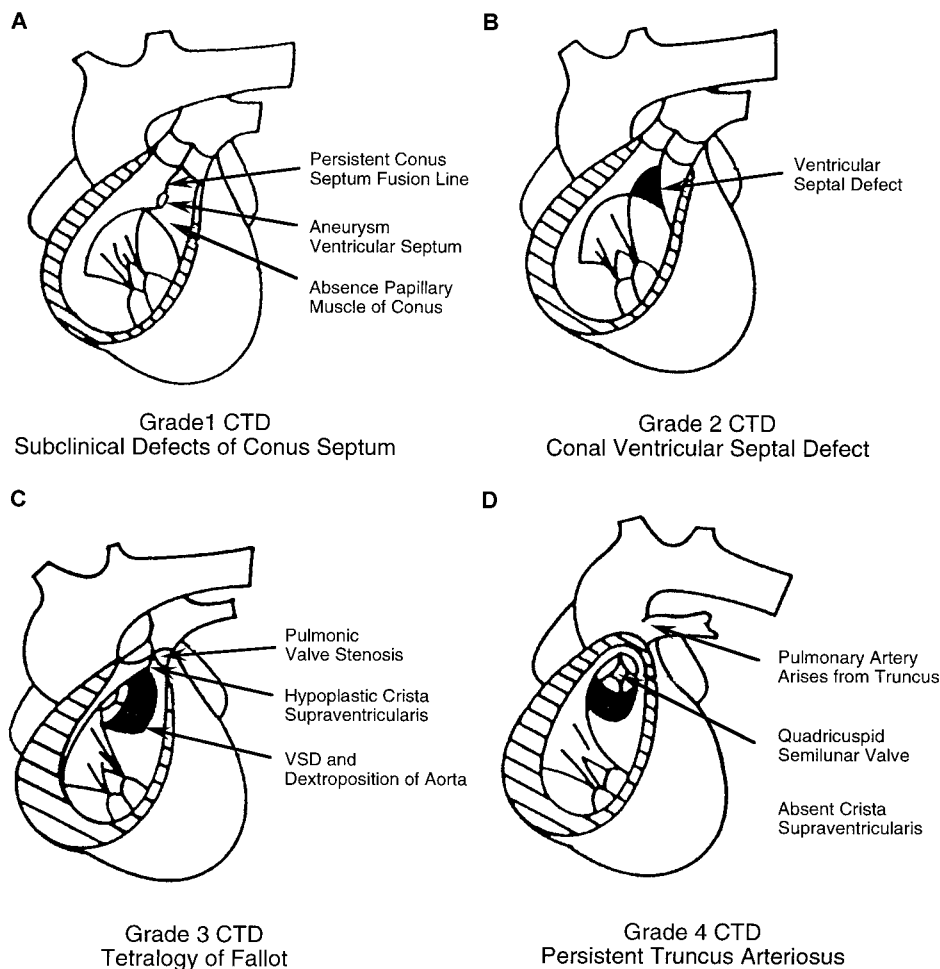 A
Persistent Conus
Septum Fusion Line
Aneurysm
Ventricular Septum
Absence Papillary
Muscle of Conus
Grade1 CTD
Subclinical Defects of Conus Septum
B
Ventricular
Septal Defect
Grade 2 CTD
Conal Ventricular Septal Defect
C
Pulmonic
Valve Stenosis
Hypoplastic Crista
Supraventricularis
VSD and
Dextroposition of Aorta
Grade 3 CTD
Tetralogy of Fallot
D
Pulmonary Artery
Arises from Truncus
Quadricuspid
Semilunar Valve
Absent Crista
Supraventricularis
Grade 4 CTD
Persistent Truncus Arteriosus